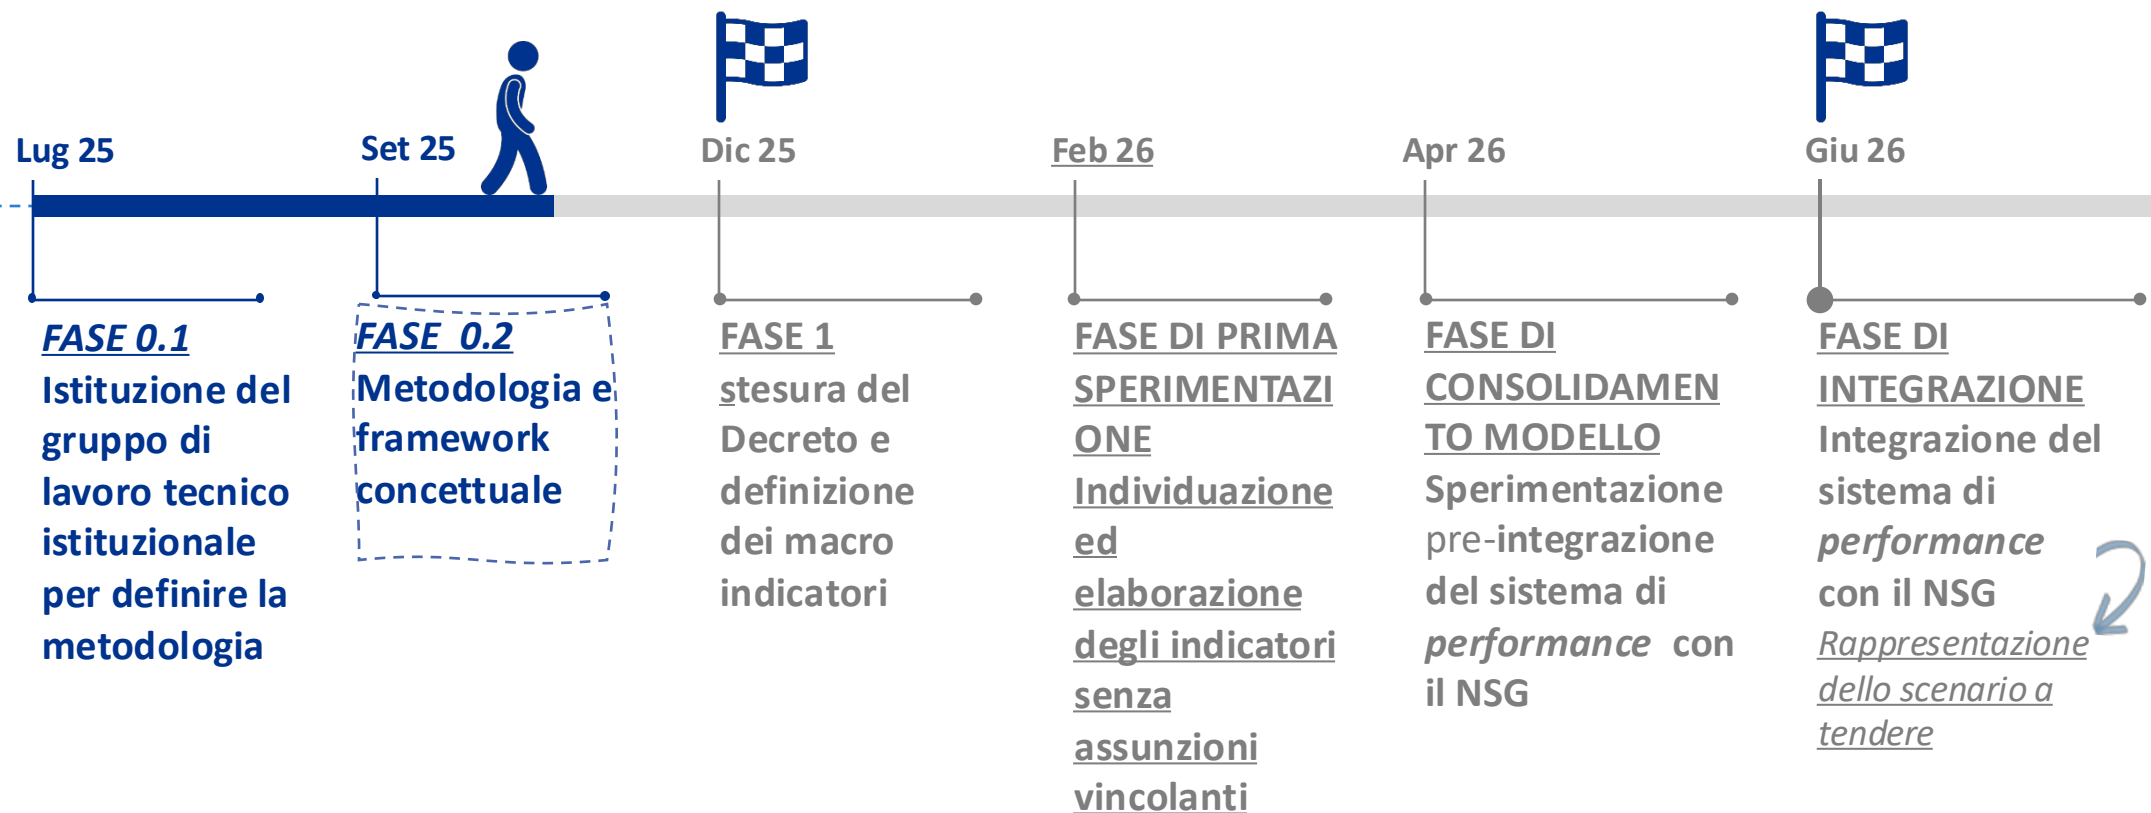 Lug 25
Set 25
Dic 25
Feb 26
Apr 26
Giu 26
FASE 0.1
Istituzione del
gruppo di
lavoro tecnico
istituzionale
per definire la
metodologia
FASE 0.2
Metodologia e
framework
concettuale
FASE 1
stesura del
Decreto e
definizione
dei macro
indicatori
FASE DI PRIMA
SPERIMENTAZI
ONE
Individuazione
ed
elaborazione
degli indicatori
senza
assunzioni
vincolanti
FASE DI
CONSOLIDAMEN
TO MODELLO
Sperimentazione
pre-integrazione
del sistema di
performance con
il NSG
FASE DI
INTEGRAZIONE
Integrazione del
sistema di
performance
con il NSG
Rappresentazione
dello scenario a
tendere